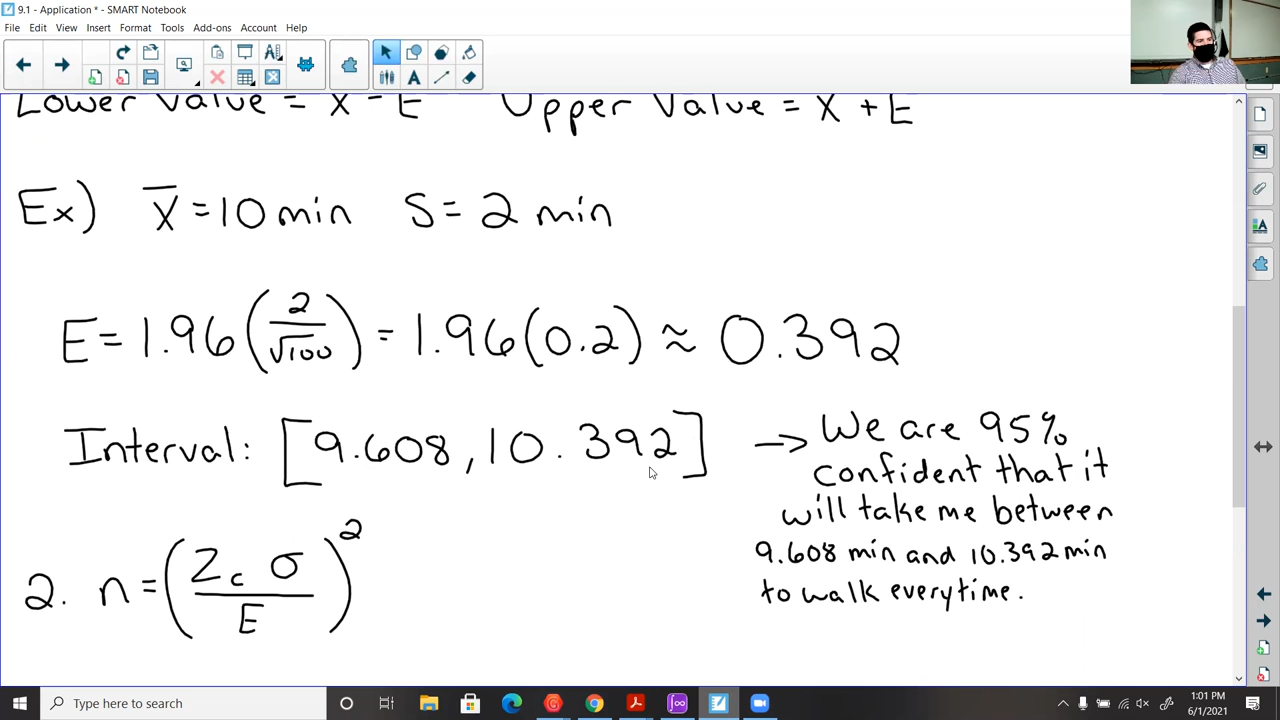 9.1 - Application * - SMART Notebook
File Edit View Insert Format Tools Add-ons Account Help
Lower Value = x - E Upper Value = x + E
Ex) x̅ = 10 min S = 2 min
E = 1.96 (2/√100) = 1.96 (0.2) ≈ 0.392
Interval: [9.608, 10.392]
→ We are 95%
confident that it
will take me between
9.608 min and 10.392 min
to walk everytime.
2. n = (Zc σ / E)²
Type here to search
1:01 PM
6/1/2021